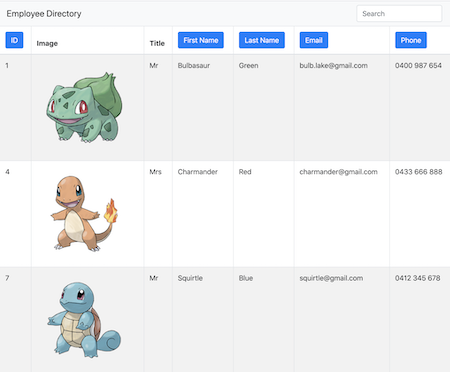 Employee Directory Search
ID Image Title First Name Last Name Email Phone
1 Mr Bulbasaur Green bulb.lake@gmail.com 0400 987 654
4 Mrs Charmander Red charmander@gmail.com 0433 666 888
7 Mr Squirtle Blue squirtle@gmail.com 0412 345 678